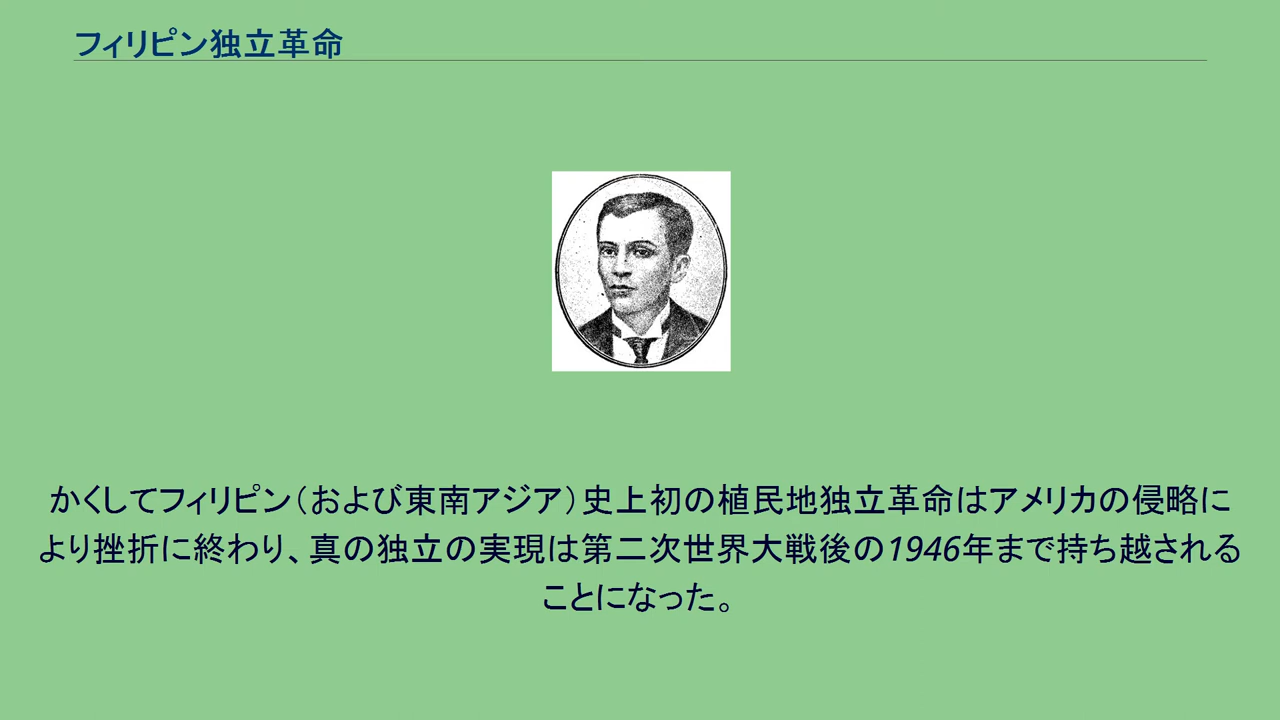 フィリピン独立革命
かくしてフィリピン（および東南アジア）史上初の植民地独立革命はアメリカの侵略に
より挫折に終わり、真の独立の実現は第二次世界大戦後の1946年まで持ち越される
ことになった。